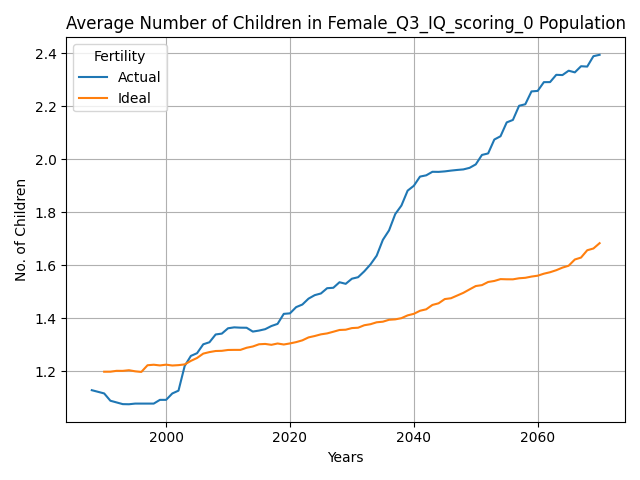 Average Number of Children in Female_Q3_IQ_scoring_0 Population
Fertility
Actual
Ideal
No. of Children
2.4
2.2
2.0
1.8
1.6
1.4
1.2
2000
2020
2040
2060
Years